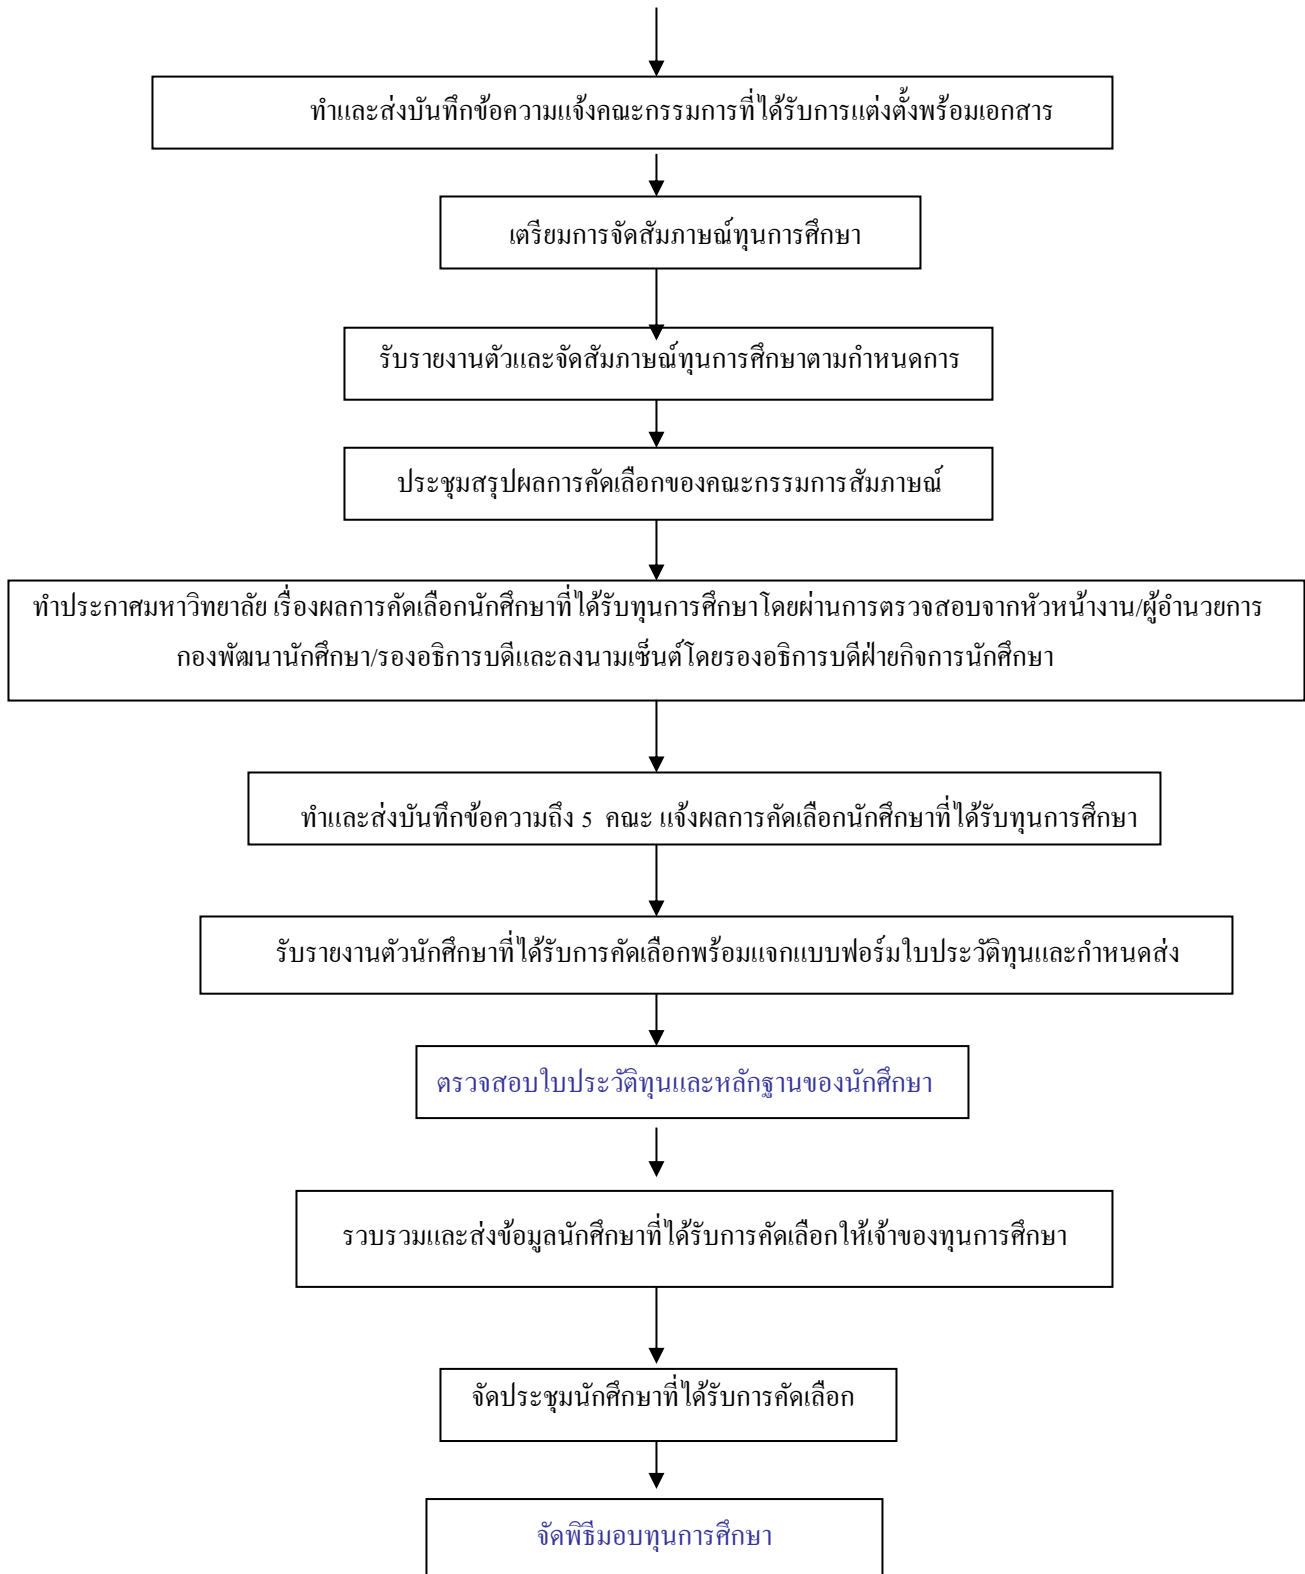 ทำและส่งบันทึกข้อความแจ้งคณะกรรมการที่ได้รับการแต่งตั้งพร้อมเอกสาร
เตรียมการจัดสัมภาษณ์ทุนการศึกษา
รับรายงานตัวและจัดสัมภาษณ์ทุนการศึกษาตามกำหนดการ
ประชุมสรุปผลการคัดเลือกของคณะกรรมการสัมภาษณ์
ทำประกาศมหาวิทยาลัย เรื่องผลการคัดเลือกนักศึกษาที่ได้รับทุนการศึกษาโดยผ่านการตรวจสอบจากหัวหน้างาน/ผู้อำนวยการ
กองพัฒนานักศึกษา/รองอธิการบดีและลงนามเซ็นต์โดยรองอธิการบดีฝ่ายกิจการนักศึกษา
ทำและส่งบันทึกข้อความถึง 5 คณะ แจ้งผลการคัดเลือกนักศึกษาที่ได้รับทุนการศึกษา
รับรายงานตัวนักศึกษาที่ได้รับการคัดเลือกพร้อมแจกแบบฟอร์มใบประวัติทุนและกำหนดส่ง
ตรวจสอบใบประวัติทุนและหลักฐานของนักศึกษา
รวบรวมและส่งข้อมูลนักศึกษาที่ได้รับการคัดเลือกให้เจ้าของทุนการศึกษา
จัดประชุมนักศึกษาที่ได้รับการคัดเลือก
จัดพิธีมอบทุนการศึกษา